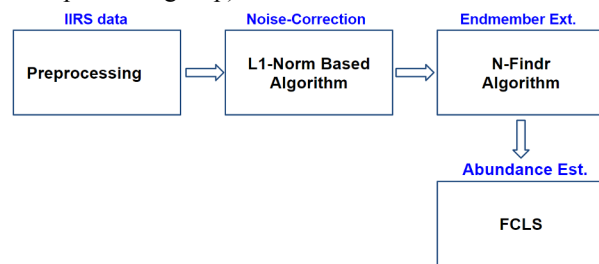 IIRS data
Noise-Correction
Endmember Ext.
Preprocessing
L1-Norm Based
Algorithm
N-Findr
Algorithm
Abundance Est.
FCLS